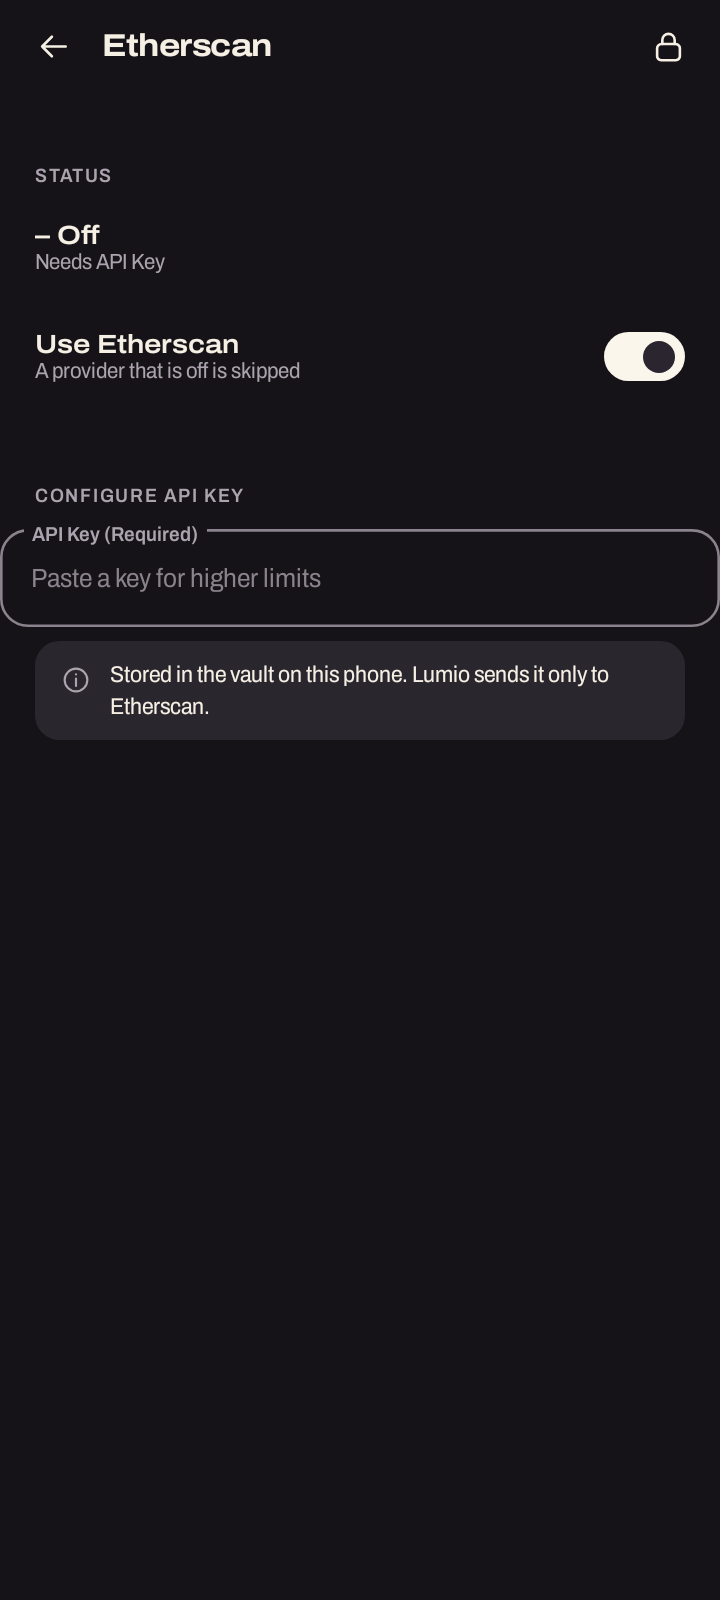 Etherscan
STATUS
– Off
Needs API Key
Use Etherscan
A provider that is off is skipped
CONFIGURE API KEY
API Key (Required)
Paste a key for higher limits
Stored in the vault on this phone. Lumio sends it only to
Etherscan.